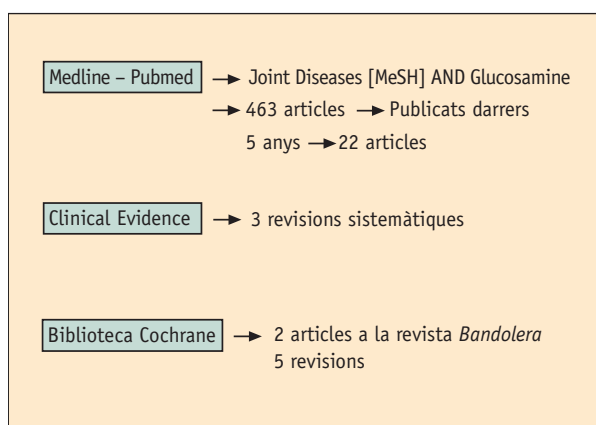 Medline – Pubmed → Joint Diseases [MeSH] AND Glucosamine
→ 463 articles → Publicats darrers
5 anys → 22 articles
Clinical Evidence → 3 revisions sistemàtiques
Biblioteca Cochrane → 2 articles a la revista Bandolera
5 revisions